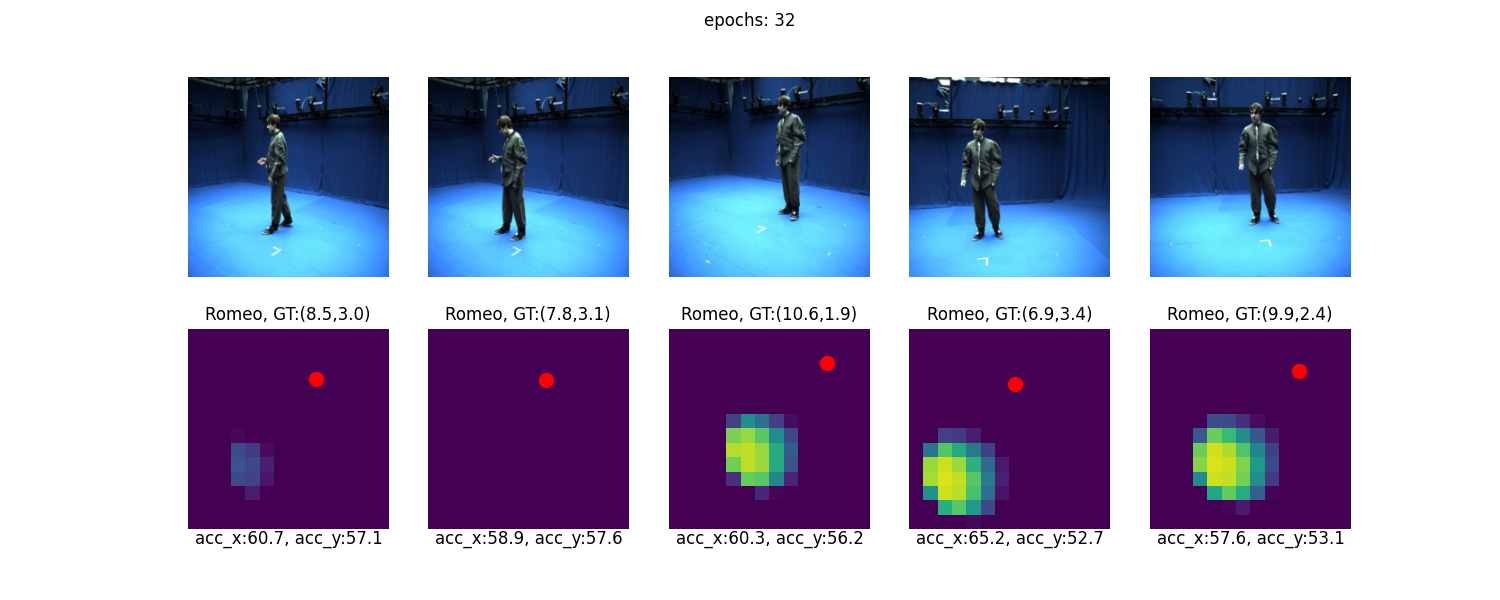 epochs: 32
Romeo, GT:(8.5,3.0)
Romeo, GT:(7.8,3.1)
Romeo, GT:(10.6,1.9)
Romeo, GT:(6.9,3.4)
Romeo, GT:(9.9,2.4)
acc_x:60.7, acc_y:57.1
acc_x:58.9, acc_y:57.6
acc_x:60.3, acc_y:56.2
acc_x:65.2, acc_y:52.7
acc_x:57.6, acc_y:53.1